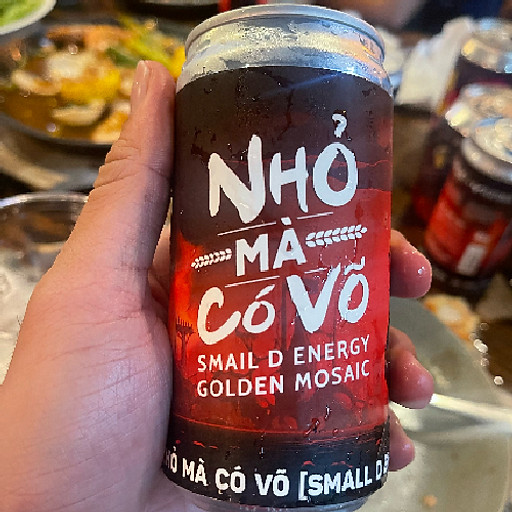 NHỎ
MÀ
CÓ VÕ
SMAIL D ENERGY
GOLDEN MOSAIC
MÀ CÓ VÕ [SMALL D